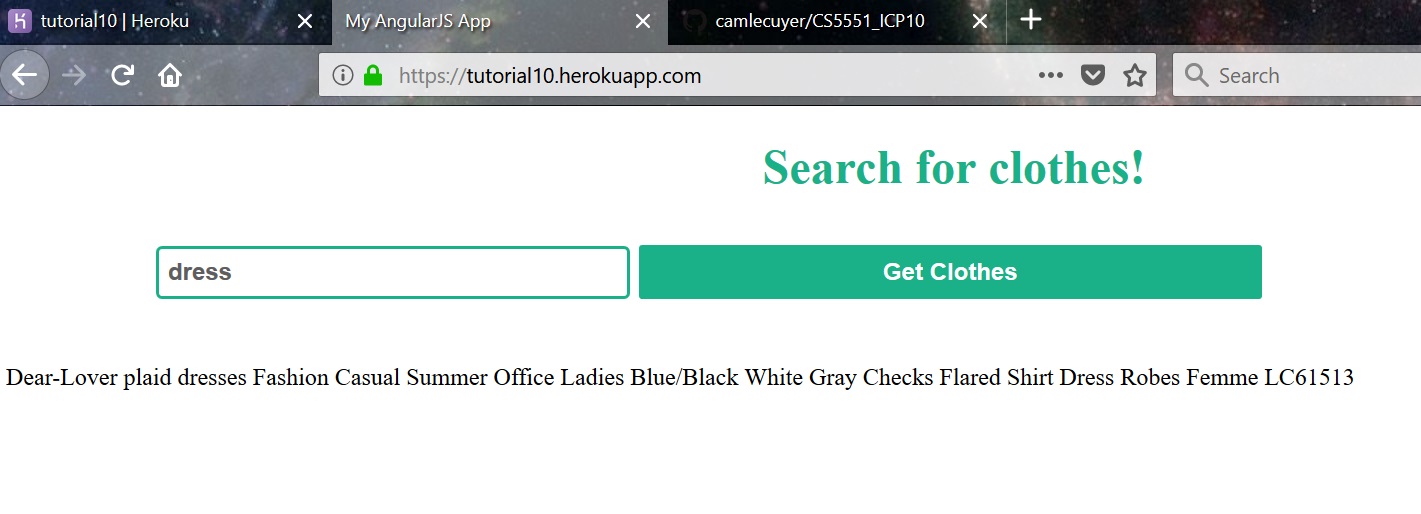 tutorial10 | Heroku
My AngularJS App
camlecuyer/CS5551_ICP10
https://tutorial10.herokuapp.com
Search
Search for clothes!
dress
Get Clothes
Dear-Lover plaid dresses Fashion Casual Summer Office Ladies Blue/Black White Gray Checks Flared Shirt Dress Robes Femme LC61513